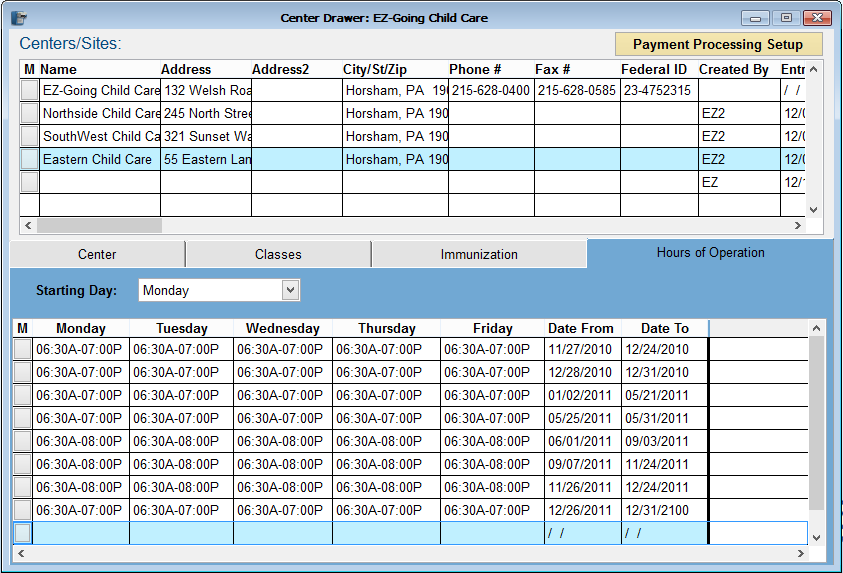 Center Drawer: EZ-Going Child Care
Centers/Sites:
Payment Processing Setup
M Name Address Address2 City/St/Zip Phone # Fax # Federal ID Created By Entr
EZ-Going Child Care 132 Welsh Roa Horsham, PA 190 215-628-0400 215-628-0585 23-4752315 / /
Northside Child Care 245 North Stree Horsham, PA 190 EZ2 12/0
SouthWest Child Ca 321 Sunset Wa Horsham, PA 190 EZ2 12/0
Eastern Child Care 55 Eastern Lan Horsham, PA 190 EZ2 12/0
EZ 12/1
Center Classes Immunization Hours of Operation
Starting Day: Monday
M Monday Tuesday Wednesday Thursday Friday Date From Date To
06:30A-07:00P 06:30A-07:00P 06:30A-07:00P 06:30A-07:00P 06:30A-07:00P 11/27/2010 12/24/2010
06:30A-07:00P 06:30A-07:00P 06:30A-07:00P 06:30A-07:00P 06:30A-07:00P 12/28/2010 12/31/2010
06:30A-07:00P 06:30A-07:00P 06:30A-07:00P 06:30A-07:00P 06:30A-07:00P 01/02/2011 05/21/2011
06:30A-07:00P 06:30A-07:00P 06:30A-07:00P 06:30A-07:00P 06:30A-07:00P 05/25/2011 05/31/2011
06:30A-08:00P 06:30A-08:00P 06:30A-08:00P 06:30A-08:00P 06:30A-08:00P 06/01/2011 09/03/2011
06:30A-08:00P 06:30A-08:00P 06:30A-08:00P 06:30A-08:00P 06:30A-08:00P 09/07/2011 11/24/2011
06:30A-08:00P 06:30A-08:00P 06:30A-08:00P 06:30A-08:00P 06:30A-08:00P 11/26/2011 12/24/2011
06:30A-07:00P 06:30A-07:00P 06:30A-07:00P 06:30A-07:00P 06:30A-07:00P 12/26/2011 12/31/2100
/ / / /